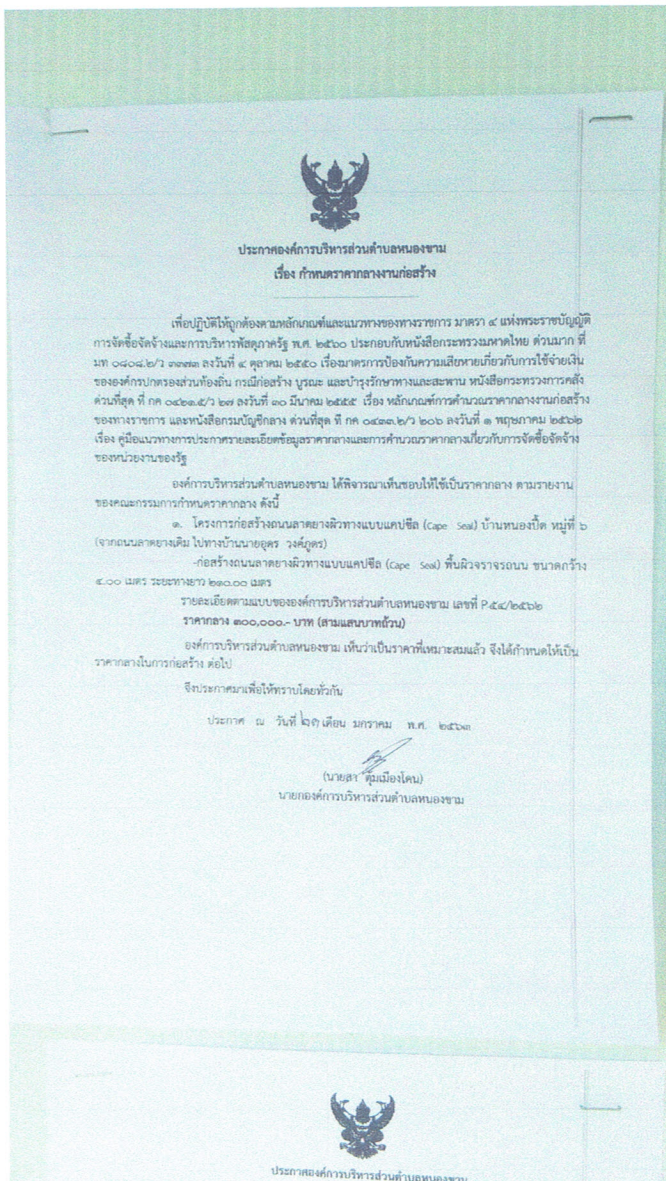 ประกาศองค์การบริหารส่วนตำบลหนองขาม
เรื่อง กำหนดราคากลางงานก่อสร้าง
เพื่อปฏิบัติให้ถูกต้องตามหลักเกณฑ์และแนวทางของทางราชการ มาตรา ๔ แห่งพระราชบัญญัติ
การจัดซื้อจัดจ้างและการบริหารพัสดุภาครัฐ พ.ศ. ๒๕๖๐ ประกอบกับหนังสือกระทรวงมหาดไทย ด่วนมาก ที่
มท ๐๘๐๘.๒/ว ๓๓๗๓ ลงวันที่ ๔ ตุลาคม ๒๕๕๐ เรื่องมาตรการป้องกันความเสียหายเกี่ยวกับการใช้จ่ายเงิน
ขององค์กรปกครองส่วนท้องถิ่น กรณีก่อสร้าง บูรณะ และบำรุงรักษาทางและสะพาน หนังสือกระทรวงการคลัง
ด่วนที่สุด ที่ กค ๐๔๒๑.๕/ว ๒๗ ลงวันที่ ๓๐ มีนาคม ๒๕๕๕ เรื่อง หลักเกณฑ์การคำนวณราคากลางงานก่อสร้าง
ของทางราชการ และหนังสือกรมบัญชีกลาง ด่วนที่สุด ที่ กค ๐๔๓๓.๒/ว ๒๐๖ ลงวันที่ ๑ พฤษภาคม ๒๕๖๒
เรื่อง คู่มือแนวทางการประกาศรายละเอียดข้อมูลราคากลางและการคำนวณราคากลางเกี่ยวกับการจัดซื้อจัดจ้าง
ของหน่วยงานของรัฐ
องค์การบริหารส่วนตำบลหนองขาม ได้พิจารณาเห็นชอบให้ใช้เป็นราคากลาง ตามรายงาน
ของคณะกรรมการกำหนดราคากลาง ดังนี้
๑. โครงการก่อสร้างถนนลาดยางผิวทางแบบแคปซีล (Cape Seal) บ้านหนองปิ้ด หมู่ที่ ๖
(จากถนนลาดยางเดิม ไปทางบ้านนายอุดร วงค์ภูดร)
-ก่อสร้างถนนลาดยางผิวทางแบบแคปซีล (Cape Seal) พื้นผิวจราจรถนน ขนาดกว้าง
๔.๐๐ เมตร ระยะทางยาว ๒๑๐.๐๐ เมตร
รายละเอียดตามแบบขององค์การบริหารส่วนตำบลหนองขาม เลขที่ P.๕๔/๒๕๖๒
ราคากลาง ๓๐๐,๐๐๐.- บาท (สามแสนบาทถ้วน)
องค์การบริหารส่วนตำบลหนองขาม เห็นว่าเป็นราคาที่เหมาะสมแล้ว จึงได้กำหนดให้เป็น
ราคากลางในการก่อสร้าง ต่อไป
จึงประกาศมาเพื่อให้ทราบโดยทั่วกัน
ประกาศ ณ วันที่ ๒๑ เดือน มกราคม พ.ศ. ๒๕๖๓
(นายสา ตุ้มเมืองโคน)
นายกองค์การบริหารส่วนตำบลหนองขาม
ประกาศองค์การบริหารส่วนตำบลหนองขาม